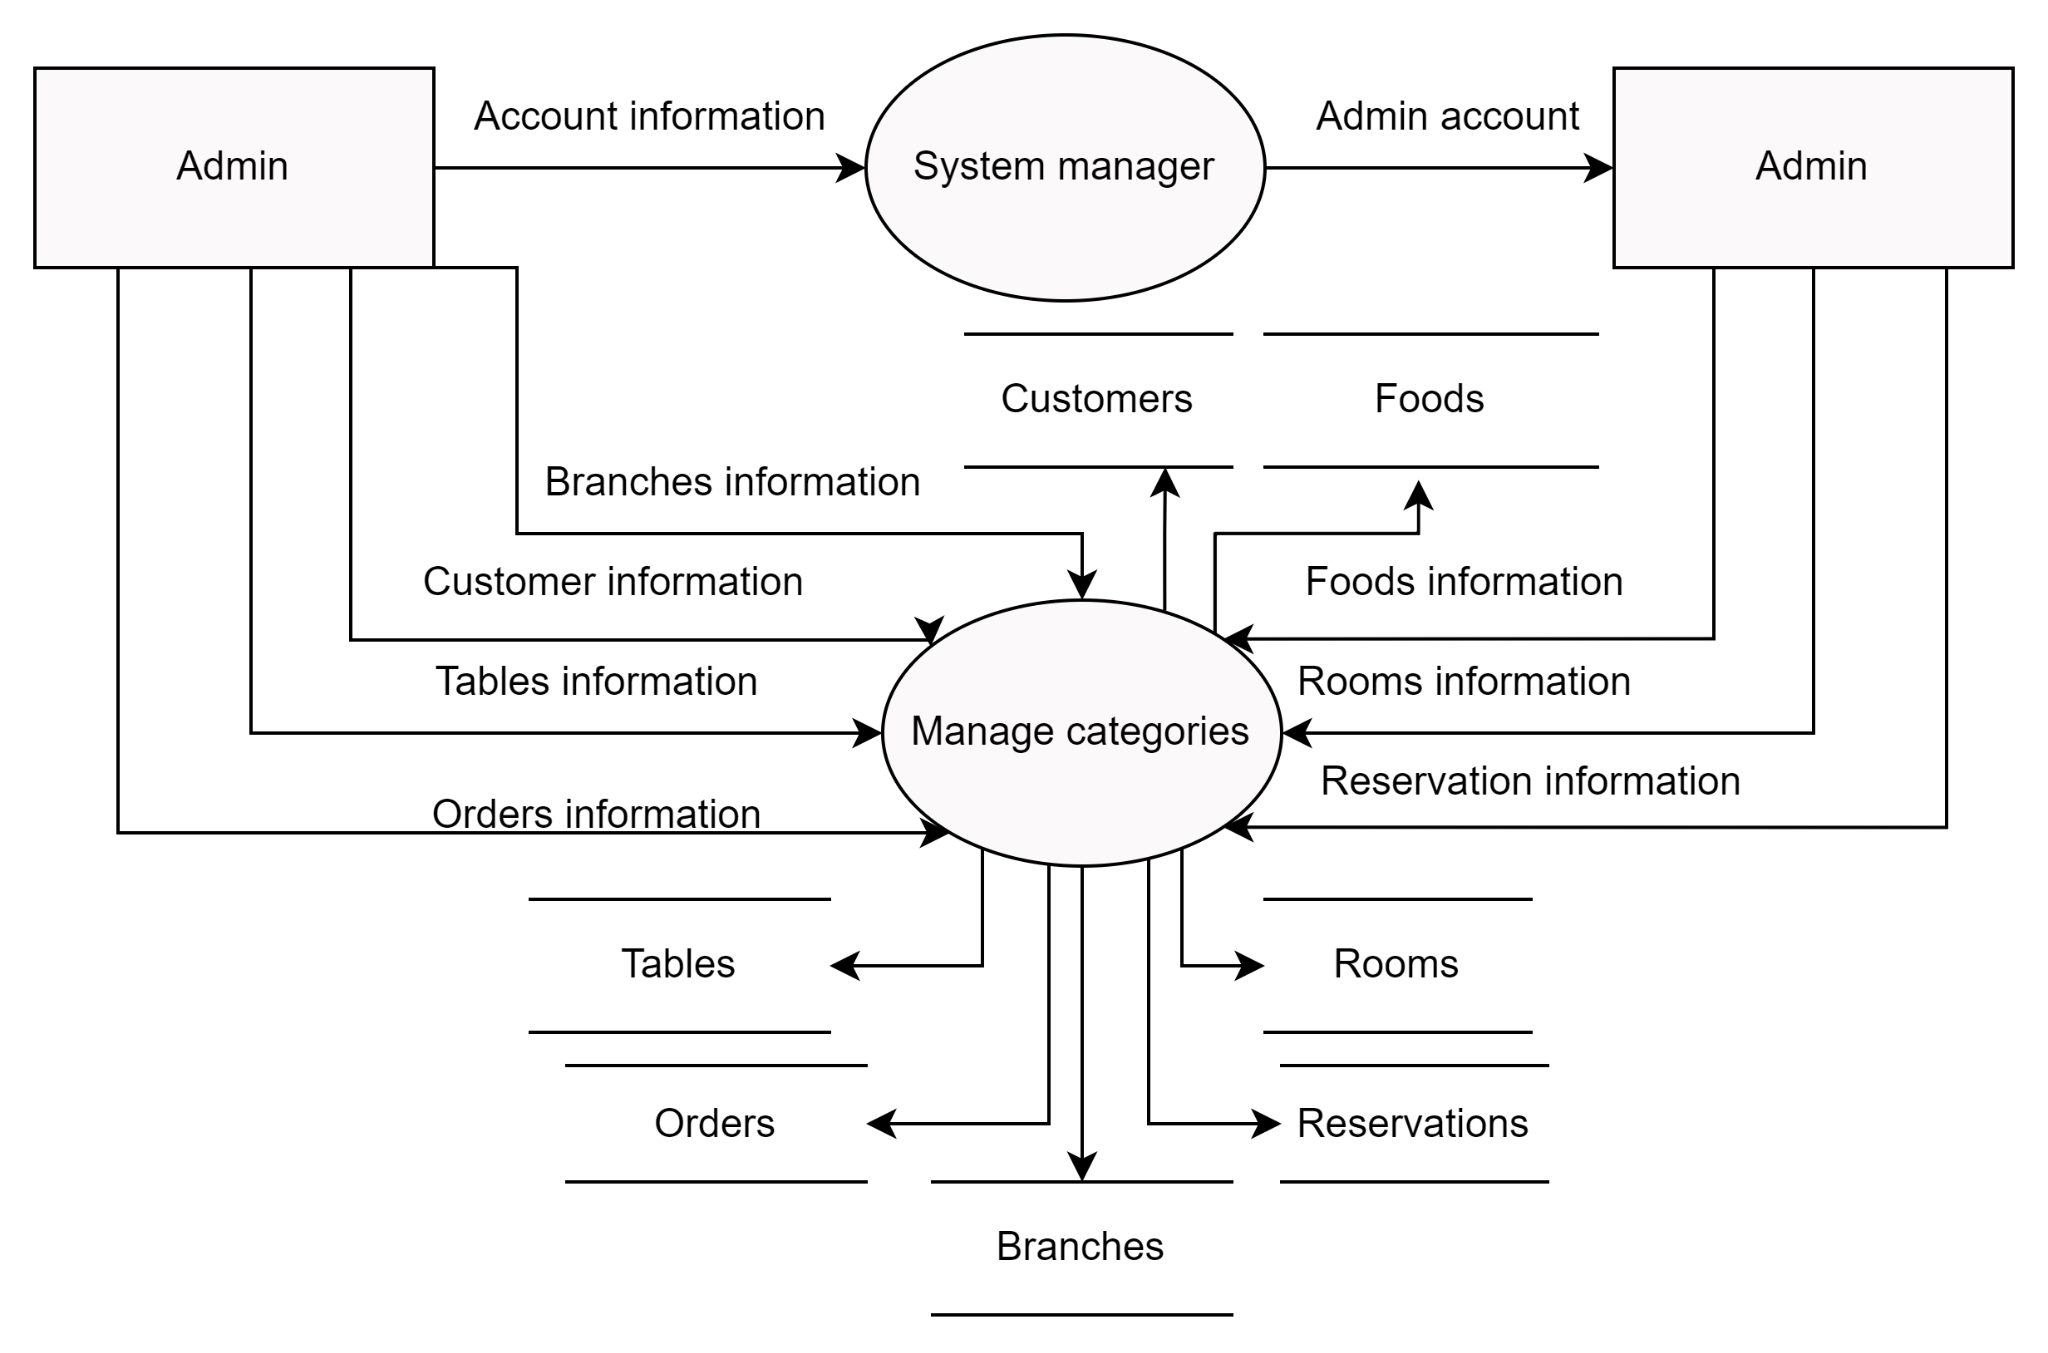 Admin
Account information
System manager
Admin account
Admin
Customers
Foods
Branches information
Customer information
Foods information
Tables information
Rooms information
Manage categories
Reservation information
Orders information
Tables
Rooms
Orders
Reservations
Branches